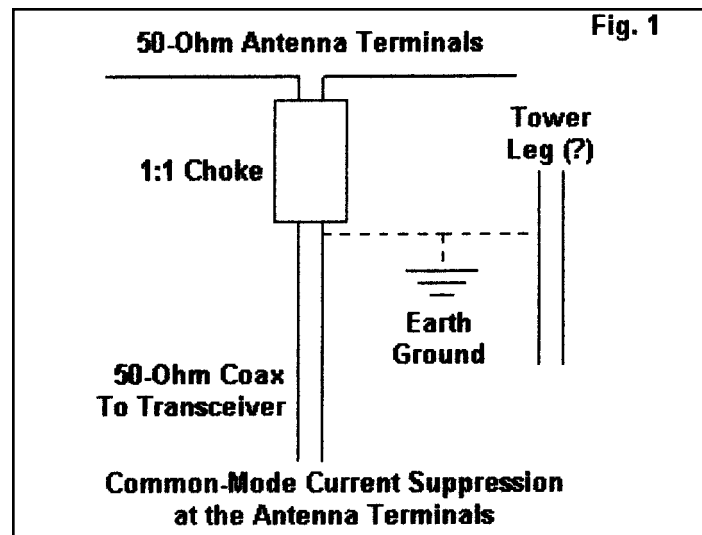 Fig. 1
50-Ohm Antenna Terminals
Tower
Leg (?)
1:1 Choke
Earth
Ground
50-Ohm Coax
To Transceiver
Common-Mode Current Suppression
at the Antenna Terminals